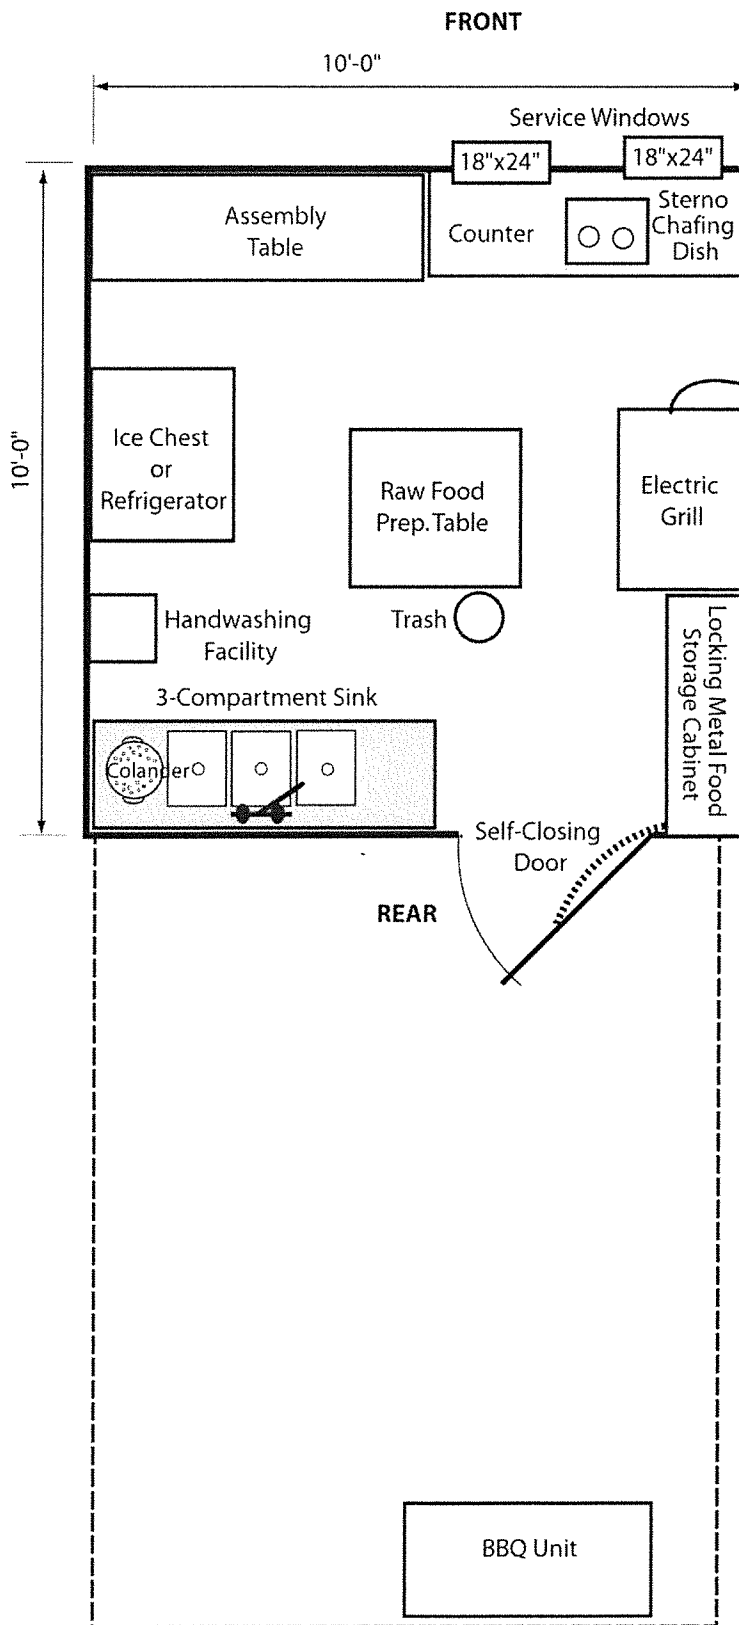 FRONT
10'-0"
Service Windows
18"x24"
18"x24"
Assembly
Table
Counter
Sterno
Chafing
Dish
10'-0"
Ice Chest
or
Refrigerator
Raw Food
Prep. Table
Electric
Grill
Handwashing
Facility
Trash
Locking Metal Food
Storage Cabinet
3-Compartment Sink
Colander
Self-Closing
Door
REAR
BBQ Unit